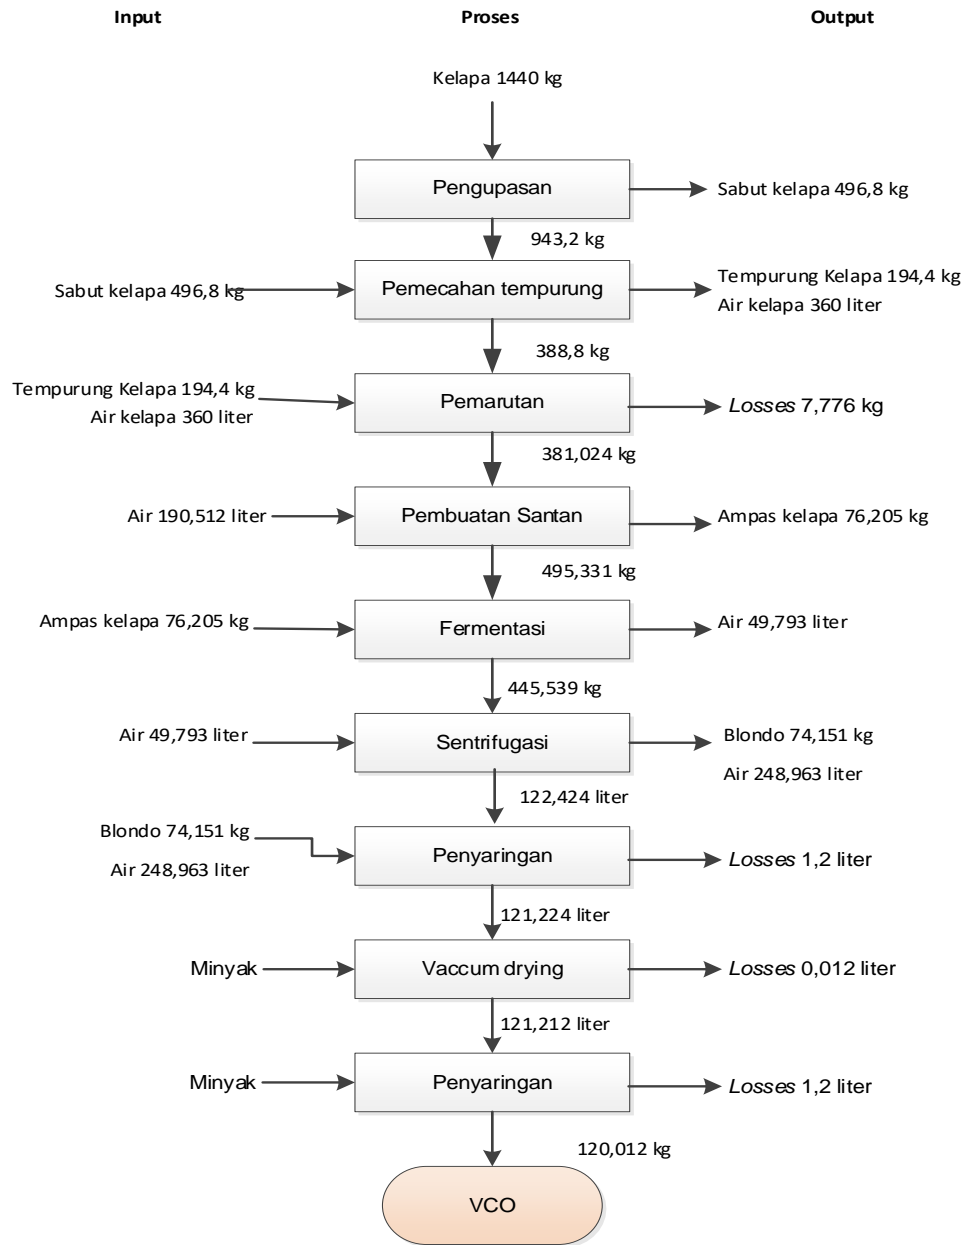 Input Proses Output
Kelapa 1440 kg
Pengupasan
Sabut kelapa 496,8 kg
943,2 kg
Sabut kelapa 496,8 kg
Pemecahan tempurung
Tempurung Kelapa 194,4 kg
Air kelapa 360 liter
388,8 kg
Tempurung Kelapa 194,4 kg
Air kelapa 360 liter
Pemarutan
Losses 7,776 kg
381,024 kg
Air 190,512 liter
Pembuatan Santan
Ampas kelapa 76,205 kg
495,331 kg
Ampas kelapa 76,205 kg
Fermentasi
Air 49,793 liter
445,539 kg
Air 49,793 liter
Sentrifugasi
Blondo 74,151 kg
Air 248,963 liter
122,424 liter
Blondo 74,151 kg
Air 248,963 liter
Penyaringan
Losses 1,2 liter
121,224 liter
Minyak
Vaccum drying
Losses 0,012 liter
121,212 liter
Minyak
Penyaringan
Losses 1,2 liter
120,012 kg
VCO